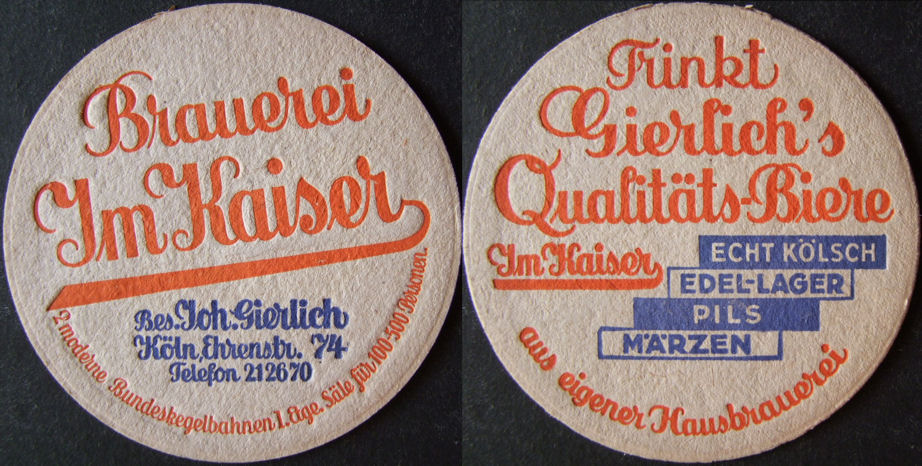 Brauerei
Im Kaiser
Bes. Joh. Gierlich
Köln, Ehrenstr. 74
Telefon 212670
2 moderne Bundeskegelbahnen 1. Etge. Säle für 100-500 Personen.
Trinkt
Gierlich's
Qualitäts-Biere
Im Kaiser
ECHT KÖLSCH
EDEL-LAGER
PILS
MÄRZEN
aus eigener Hausbrauerei